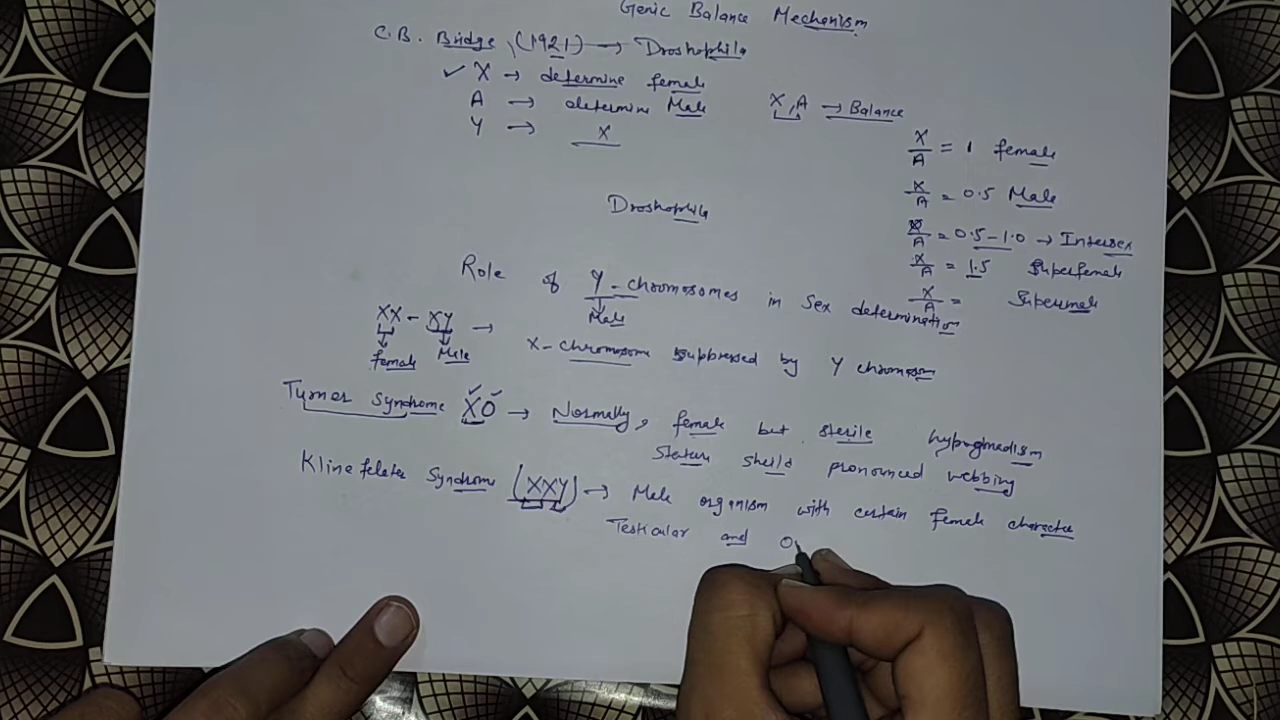 Genic Balance Mechanism
C.B. Bridge, (1921) → Droshophila
✓ X → determine female
A → determine Male
X, A → Balance
Y → X
X/A = 1 female
X/A = 0.5 Male
X/A = 0.5-1.0 → Intersex
X/A = 1.5 Superfemale
X/A = Supermale
Droshophila
Role of Y-chromosomes in Sex determination
Male
XX - XY →
female Male
X-chromosome suppressed by Y chromosom
Turner Syndrome XO → Normally, female but sterile
Stature pronounced webbing
Klinefelter Syndrome (XXY) → Male organism with certain female character
Testicular and O